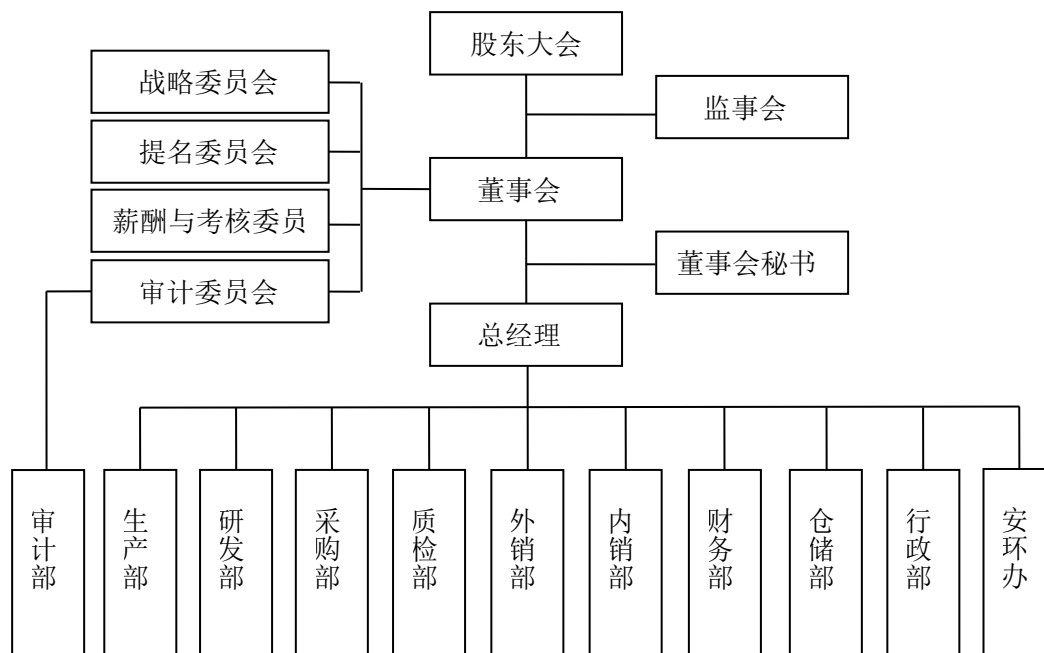 股东大会
战略委员会
监事会
提名委员会
董事会
薪酬与考核委员
董事会秘书
审计委员会
总经理
审计部
生产部
研发部
采购部
质检部
外销部
内销部
财务部
仓储部
行政部
安环办